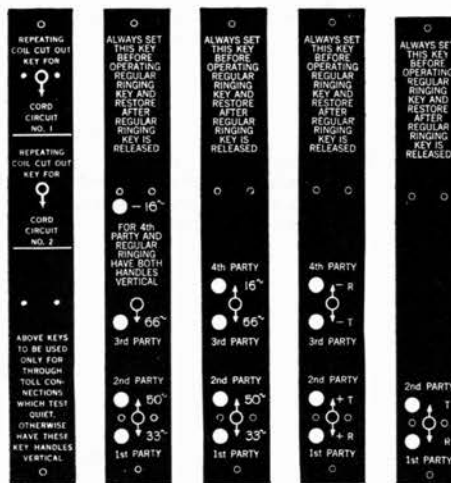 REPEATING
COIL CUT OUT
KEY FOR
CORD
CIRCUIT
NO. 1
REPEATING
COIL CUT OUT
KEY FOR
CORD
CIRCUIT
NO. 2
ABOVE KEYS
TO BE USED
ONLY FOR
THROUGH
TOLL CON-
NECTIONS
WHICH TEST
QUIET.
OTHERWISE
HAVE THESE
KEY HANDLES
VERTICAL
ALWAYS SET
THIS KEY
BEFORE
OPERATING
REGULAR
RINGING
KEY AND
RESTORE
AFTER
REGULAR
RINGING
KEY IS
RELEASED
−16~
FOR 4th
PARTY AND
REGULAR
RINGING
HAVE BOTH
HANDLES
VERTICAL
66~
3rd PARTY
2nd PARTY
50~
33~
1st PARTY
ALWAYS SET
THIS KEY
BEFORE
OPERATING
REGULAR
RINGING
KEY AND
RESTORE
AFTER
REGULAR
RINGING
KEY IS
RELEASED
4th PARTY
16~
66~
3rd PARTY
2nd PARTY
50~
33~
1st PARTY
ALWAYS SET
THIS KEY
BEFORE
OPERATING
REGULAR
RINGING
KEY AND
RESTORE
AFTER
REGULAR
RINGING
KEY IS
RELEASED
4th PARTY
− R
− T
3rd PARTY
2nd PARTY
+ T
+ R
1st PARTY
ALWAYS SET
THIS KEY
BEFORE
OPERATING
REGULAR
RINGING
KEY AND
RESTORE
AFTER
REGULAR
RINGING
KEY IS
RELEASED
2nd PARTY
T
R
1st PARTY